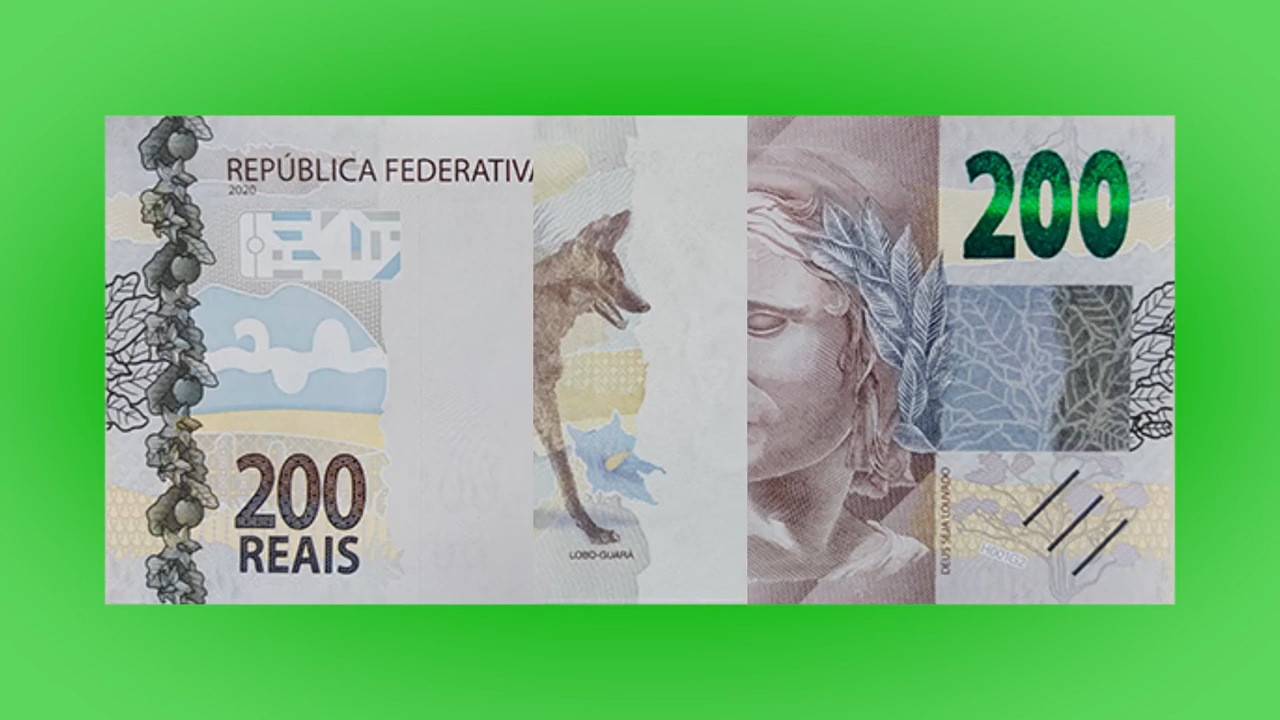 REPÚBLICA FEDERATIVA
2020
200
REAIS
LOBO-GUARÁ
200
DEUS SEJA LOUVADO